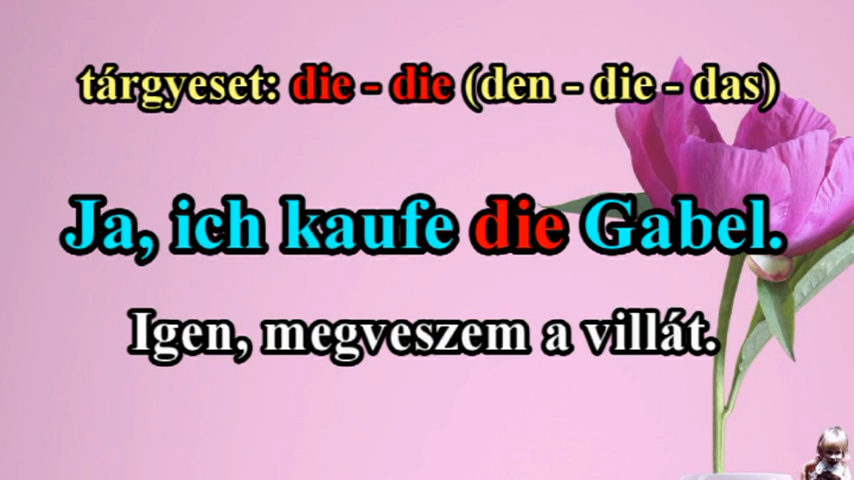 tárgyeset: die - die (den - die - das)
Ja, ich kaufe die Gabel.
Igen, megveszem a villát.